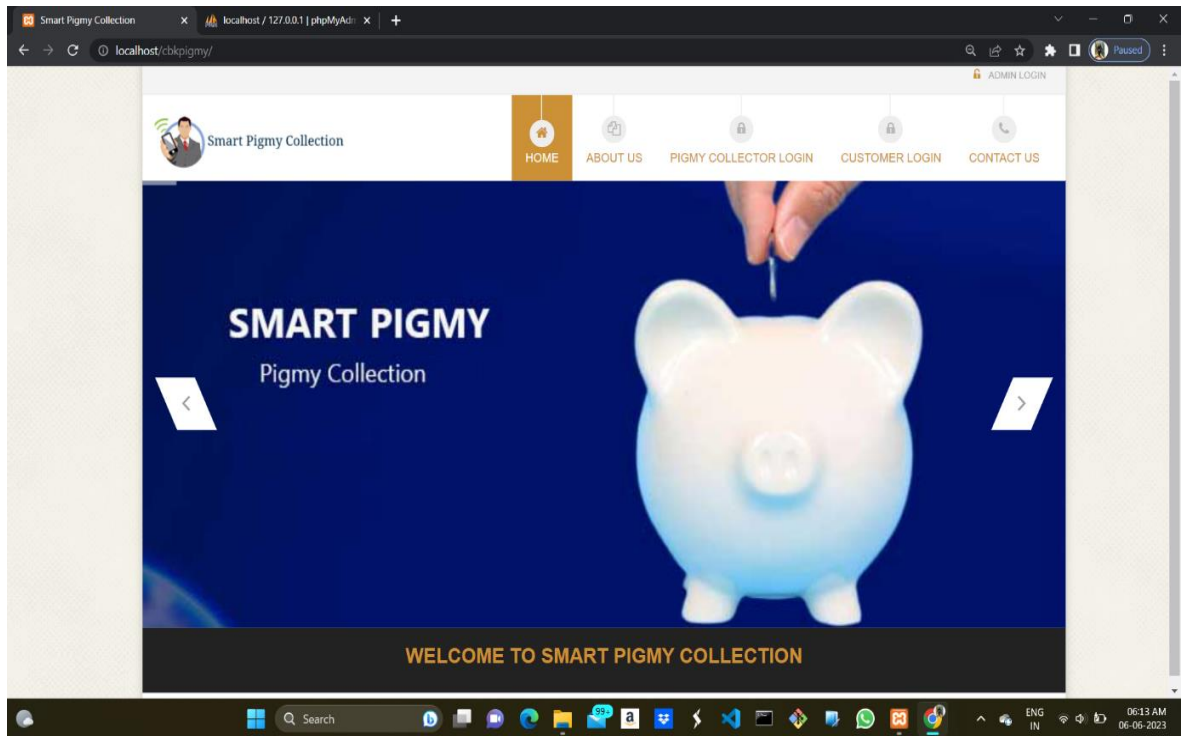 Smart Pigmy Collection
localhost / 127.0.0.1 | phpMyAdn
localhost/cbkpigmy/
Paused
ADMIN LOGIN
Smart Pigmy Collection
HOME
ABOUT US
PIGMY COLLECTOR LOGIN
CUSTOMER LOGIN
CONTACT US
SMART PIGMY
Pigmy Collection
WELCOME TO SMART PIGMY COLLECTION
Search
99+
a
ENG
IN
06:13 AM
06-06-2023